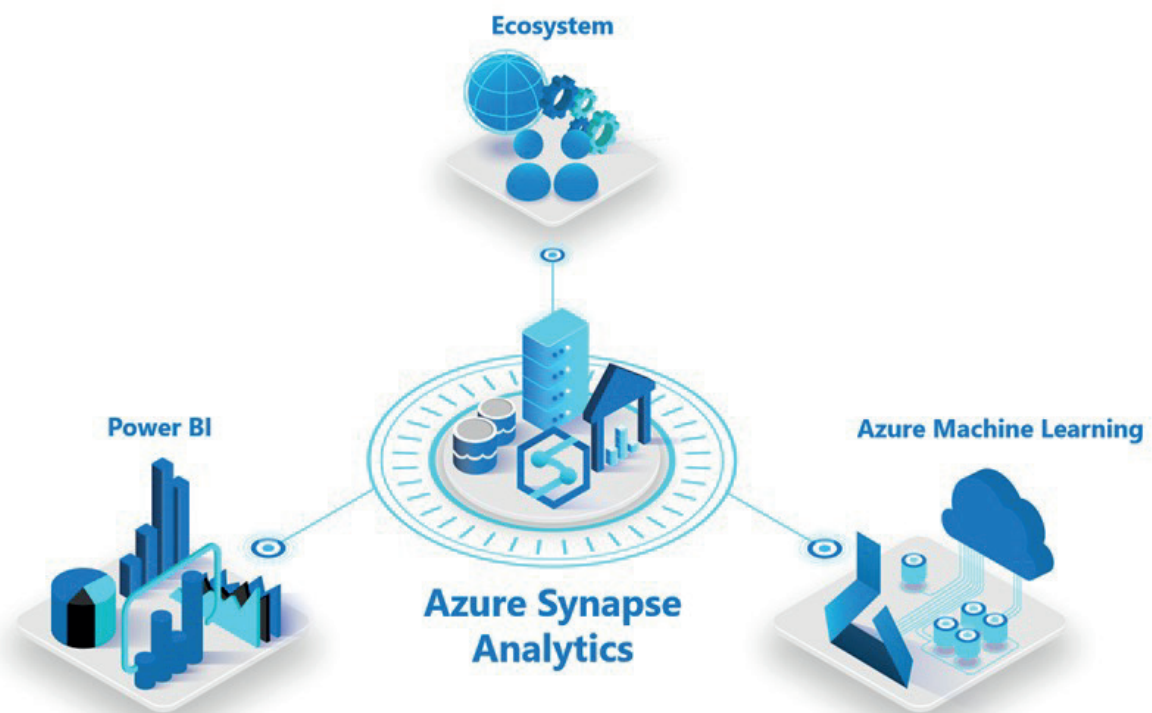 Ecosystem
Power BI
Azure Machine Learning
Azure Synapse
Analytics